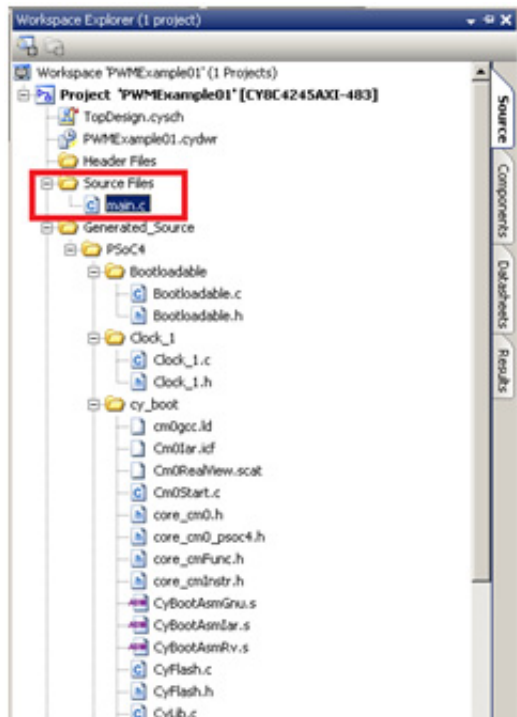 Workspace Explorer (1 project)
Workspace 'PWMExample01' (1 Projects)
Project 'PWMExample01' [CY8C4245AXI-483]
TopDesign.cysch
PWMExample01.cydwr
Header Files
Source Files
main.c
Generated_Source
PSoC4
Bootloadable
Bootloadable.c
Bootloadable.h
Clock_1
Clock_1.c
Clock_1.h
cy_boot
cm0gcc.ld
Cm0Iar.icf
Cm0RealView.scat
Cm0Start.c
core_cm0.h
core_cm0_psoc4.h
core_cmFunc.h
core_cmInstr.h
CyBootAsmGnu.s
CyBootAsmIar.s
CyBootAsmRv.s
CyFlash.c
CyFlash.h
CyLib.c
Source
Components
Datasheets
Results